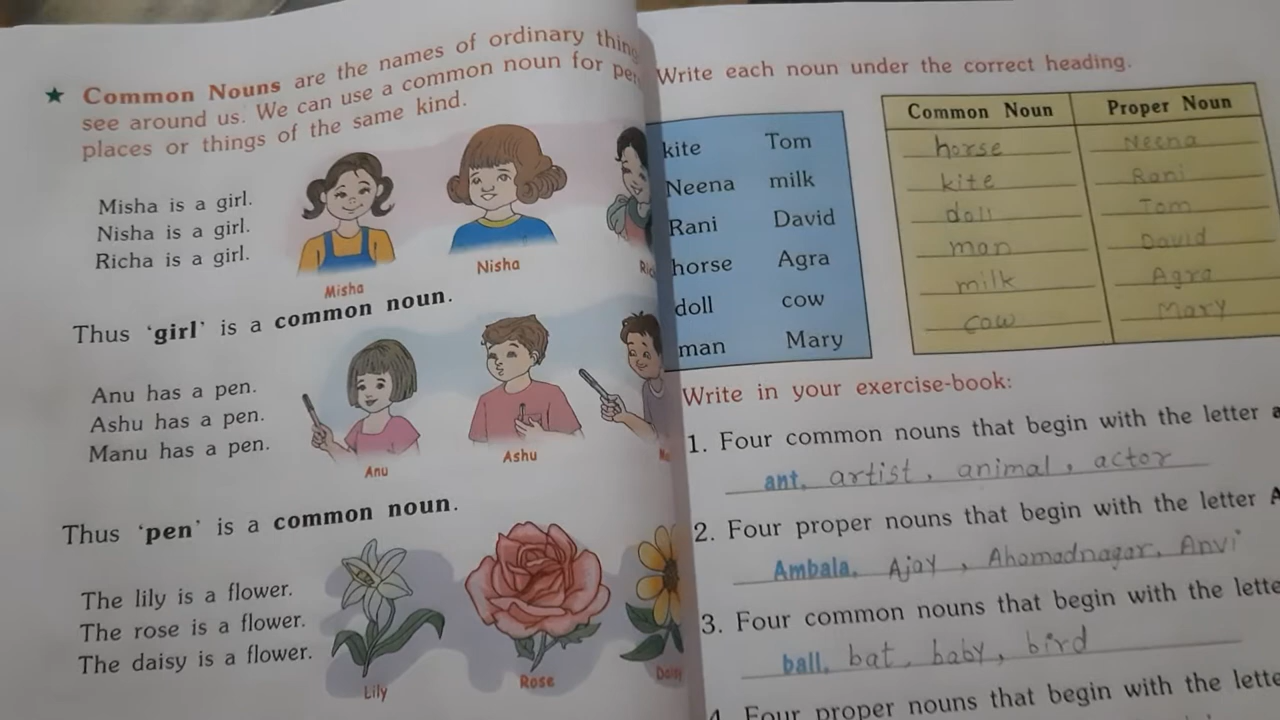 ★ Common Nouns are the names of ordinary
see around us. We can use a common noun for
places or things of the same kind.
Misha is a girl.
Nisha is a girl.
Richa is a girl.
Misha
Nisha
Thus ‘girl’ is a common noun.
Anu has a pen.
Ashu has a pen.
Manu has a pen.
Anu
Ashu
Thus ‘pen’ is a common noun.
The lily is a flower.
The rose is a flower.
The daisy is a flower.
Lily
Rose
Daisy
Write each noun under the correct heading.
kite Tom
Neena milk
Rani David
horse Agra
doll cow
man Mary
Common Noun Proper Noun
horse Neena
kite Rani
doll Tom
man David
milk Agra
cow Mary
Write in your exercise-book:
1. Four common nouns that begin with the letter a
ant, artist, animal, actor
2. Four proper nouns that begin with the letter A
Ambala, Ajay, Ahamadnagar, Anvi
3. Four common nouns that begin with the
ball, bat, baby, bird
4. Four proper nouns that begin with the